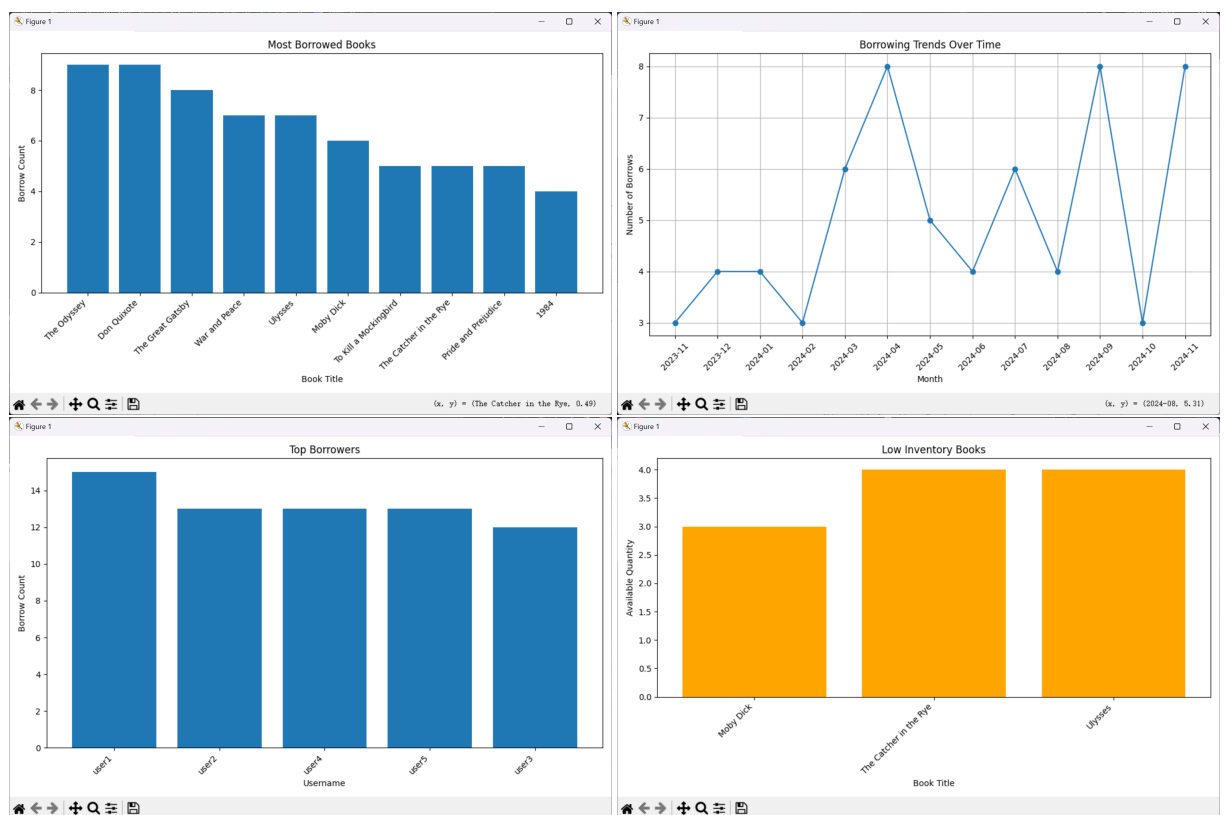 Figure 1
Most Borrowed Books
Borrow Count
8
6
4
2
0
The Odyssey
Don Quixote
The Great Gatsby
War and Peace
Ulysses
Moby Dick
To Kill a Mockingbird
The Catcher in the Rye
Pride and Prejudice
1984
Book Title
(x, y) = (The Catcher in the Rye, 0.49)
Figure 1
Borrowing Trends Over Time
Number of Borrows
8
7
6
5
4
3
2023-11
2023-12
2024-01
2024-02
2024-03
2024-04
2024-05
2024-06
2024-07
2024-08
2024-09
2024-10
2024-11
Month
(x, y) = (2024-08, 5.31)
Figure 1
Top Borrowers
Borrow Count
14
12
10
8
6
4
2
0
user1
user2
user4
user5
user3
Username
Figure 1
Low Inventory Books
Available Quantity
4.0
3.5
3.0
2.5
2.0
1.5
1.0
0.5
0.0
Moby Dick
The Catcher in the Rye
Ulysses
Book Title